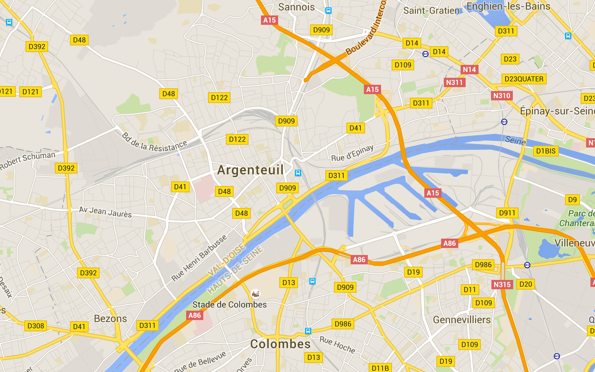 Sannois
A15
Saint-Gratien
Enghien-les-Bains
D909
D311
D48
D392
Boulevard Interco
D14
D14
D23
D109
N14
D23QUATER
N311
D121
D121
D48
D122
A15
N310
D311
Épinay-sur-Seine
D909
D41
D122
Bd de la Résistance
Seine
D1BIS
Robert Schuman
Rue d'Épinay
D392
Argenteuil
D311
D41
D48
D909
A15
D9
Av Jean Jaurès
D48
D911
Parc de
Chanterai
Rue Henri Barbusse
VAL-D'OISE
HAUTS-DE-SEINE
A86
A86
Villeneuv
D392
D19
D986
D13
D909
D11
N315
D20
D109
Stade de Colombes
Bezons
A86
Gennevilliers
D308
D41
D311
D986
Colombes
Rue Hoche
D109
D13
D19
D11B
Rue de Bellevue